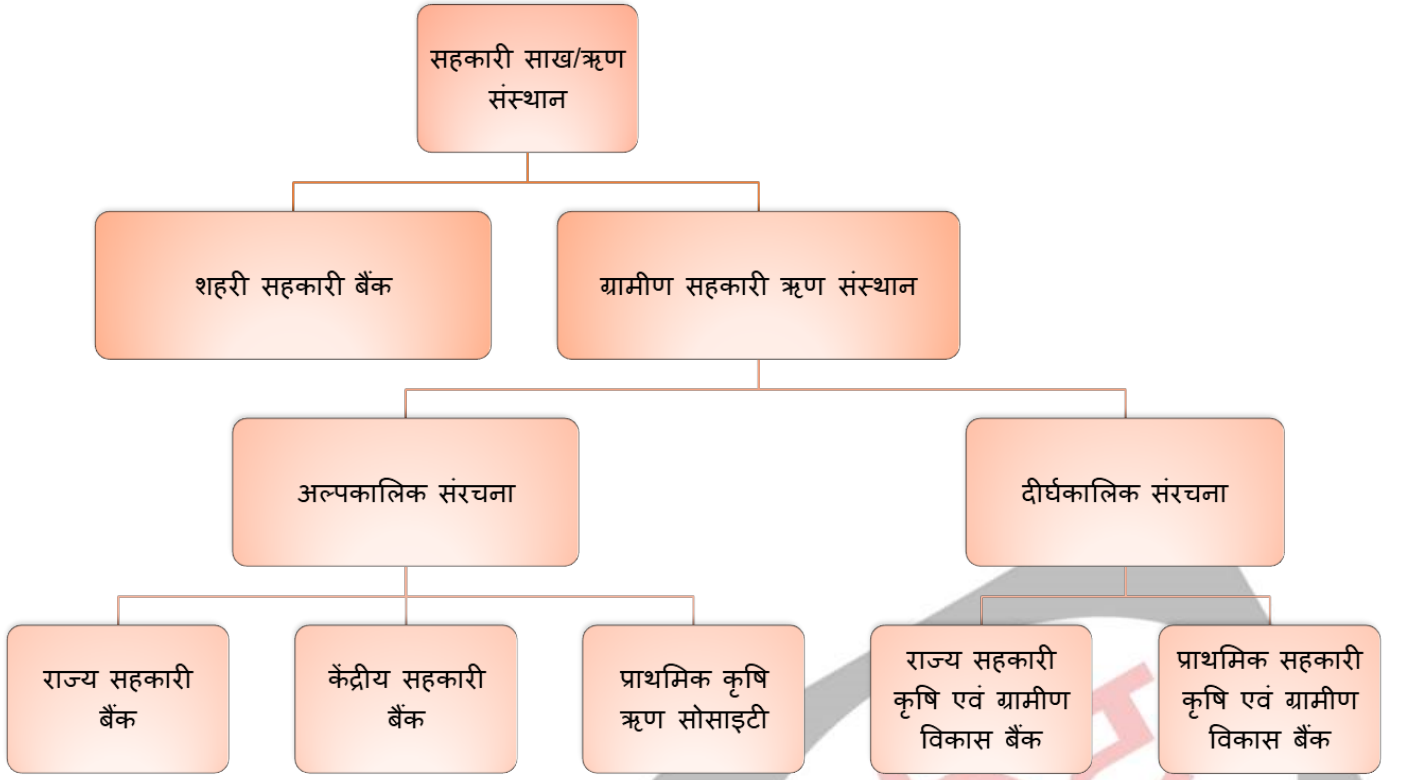 सहकारी साख/ऋण
संस्थान
शहरी सहकारी बैंक
ग्रामीण सहकारी ऋण संस्थान
अल्पकालिक संरचना
दीर्घकालिक संरचना
राज्य सहकारी
बैंक
केंद्रीय सहकारी
बैंक
प्राथमिक कृषि
ऋण सोसाइटी
राज्य सहकारी
कृषि एवं ग्रामीण
विकास बैंक
प्राथमिक सहकारी
कृषि एवं ग्रामीण
विकास बैंक